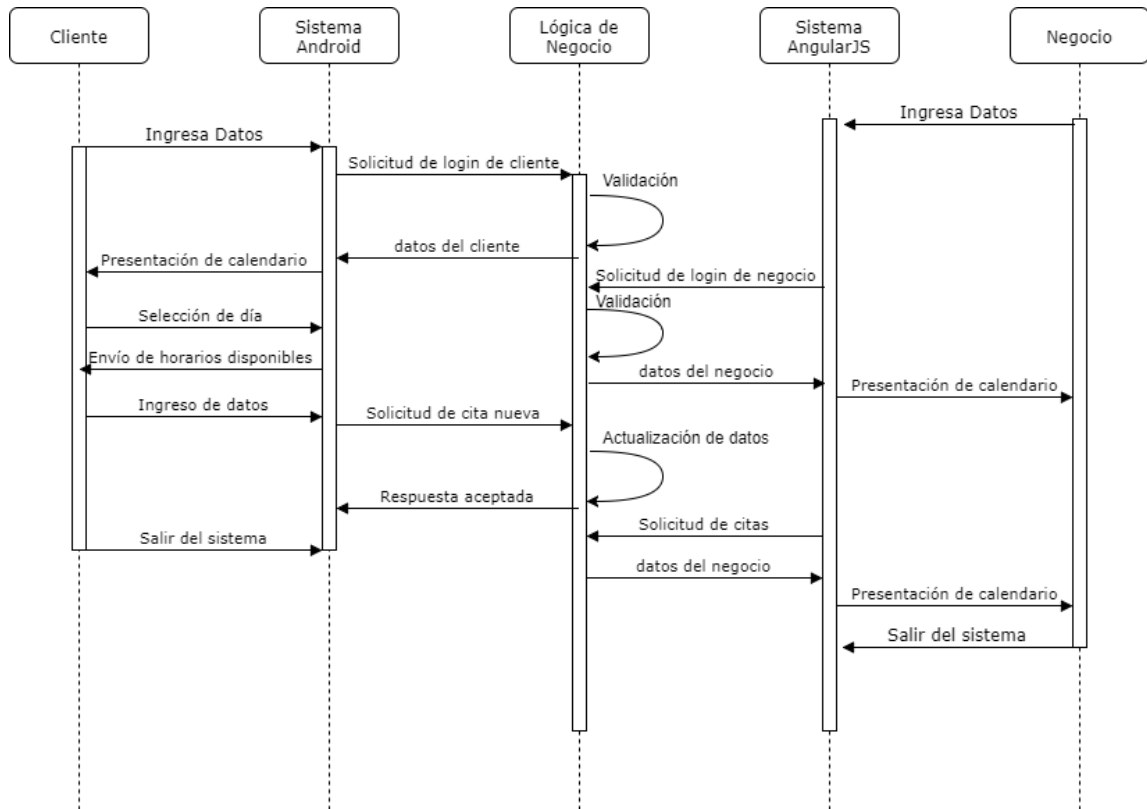 Cliente
Sistema
Android
Lógica de
Negocio
Sistema
AngularJS
Negocio
Ingresa Datos
Ingresa Datos
Solicitud de login de cliente
Validación
datos del cliente
Presentación de calendario
Solicitud de login de negocio
Validación
Selección de día
Envío de horarios disponibles
datos del negocio
Presentación de calendario
Ingreso de datos
Solicitud de cita nueva
Actualización de datos
Respuesta aceptada
Solicitud de citas
Salir del sistema
datos del negocio
Presentación de calendario
Salir del sistema